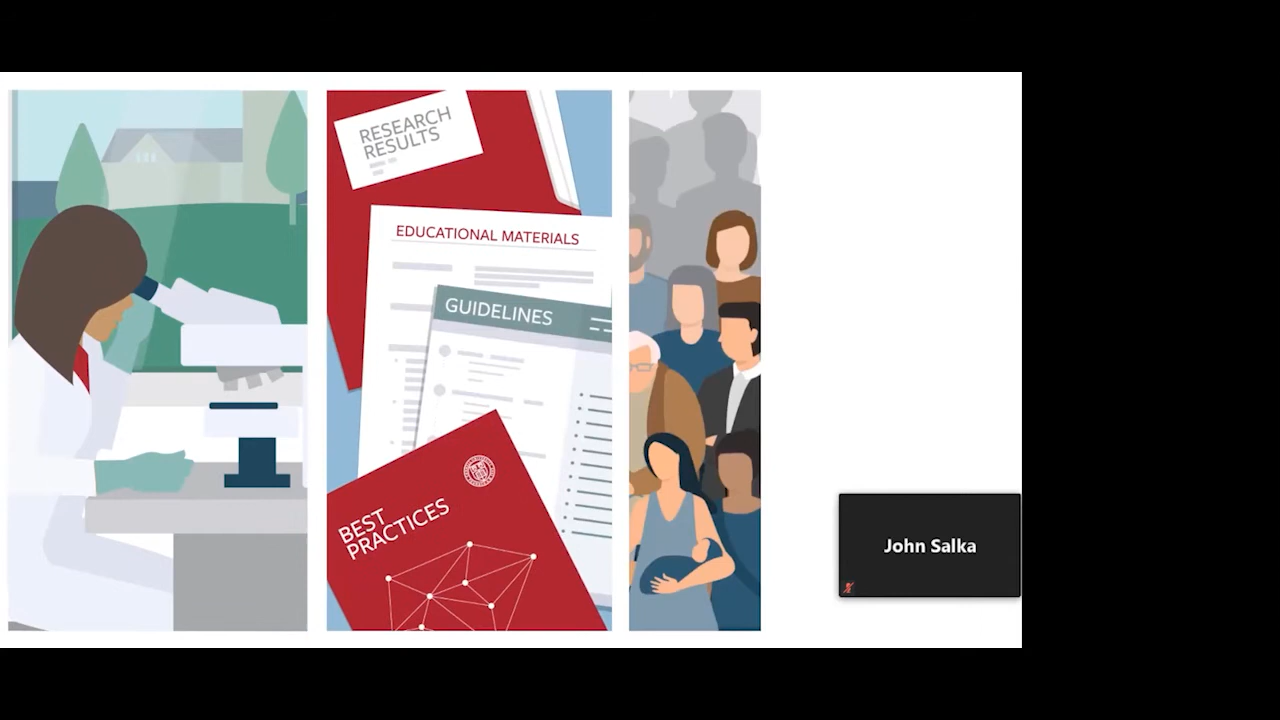 RESEARCH
RESULTS
EDUCATIONAL MATERIALS
GUIDELINES
BEST
PRACTICES
John Salka